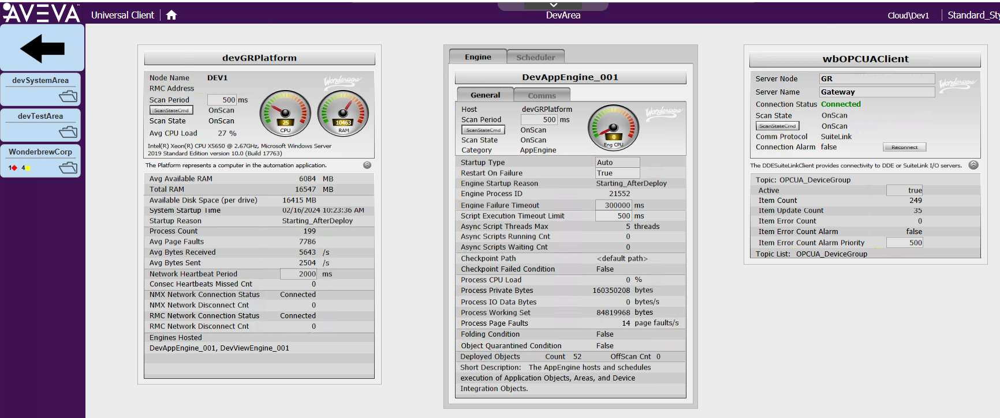 AVEVA Universal Client DevArea Cloud\Dev1 Standard_Sty
devSystemArea
devTestArea
WonderbrewCorp
1 4
devGRPlatform
Node Name DEV1
Wonderware
RMC Address
Scan Period 500 ms
ScanStateCmd OnScan
Scan State OnScan
Avg CPU Load 27 %
25
CPU
10463
RAM
Intel(R) Xeon(R) CPU X5650 @ 2.67GHz, Microsoft Windows Server
2019 Standard Edition version 10.0 (Build 17763)
The Platform represents a computer in the automation application.
Avg Available RAM 6084 MB
Total RAM 16547 MB
Available Disk Space (per drive) 16415 MB
System Startup Time 02/16/2024 10:23:36 AM
Startup Reason Starting_AfterDeploy
Process Count 199
Avg Page Faults 7786
Avg Bytes Received 5643 /s
Avg Bytes Sent 2504 /s
Network Heartbeat Period 2000 ms
Consec Heartbeats Missed Cnt 0
NMX Network Connection Status Connected
NMX Network Disconnect Cnt 0
RMC Network Connection Status Connected
RMC Network Disconnect Cnt 0
Engines Hosted
DevAppEngine_001, DevViewEngine_001
Engine Scheduler
DevAppEngine_001
General Comms
Host devGRPlatform
Wonderware
Scan Period 500 ms
ScanStateCmd OnScan
Scan State OnScan
Category AppEngine
0
Eng CPU
Startup Type Auto
Restart On Failure True
Engine Startup Reason Starting_AfterDeploy
Engine Process ID 21552
Engine Failure Timeout 300000 ms
Script Execution Timeout Limit 500 ms
Async Script Threads Max 5 threads
Async Scripts Running Cnt 0
Async Scripts Waiting Cnt 0
Checkpoint Path <default path>
Checkpoint Failed Condition False
Process CPU Load 0 %
Process Private Bytes 160350208 bytes
Process IO Data Bytes 0 bytes/s
Process Working Set 84819968 bytes
Process Page Faults 14 page faults/s
Folding Condition False
Object Quarantined Condition False
Deployed Objects Count 52 OffScan Cnt 0
Short Description: The AppEngine hosts and schedules
execution of Application Objects, Areas, and Device
Integration Objects.
wbOPCUAClient
Server Node GR
Wonderware
Server Name Gateway
Connection Status Connected
Scan State OnScan
ScanStateCmd OnScan
Comm Protocol SuiteLink
Connection Alarm false Reconnect
The DDESuiteLinkClient provides connectivity to DDE or SuiteLink I/O servers.
Topic: OPCUA_DeviceGroup
Active true
Item Count 249
Item Update Count 35
Item Error Count 0
Item Error Count Alarm false
Item Error Count Alarm Priority 500
Topic List: OPCUA_DeviceGroup